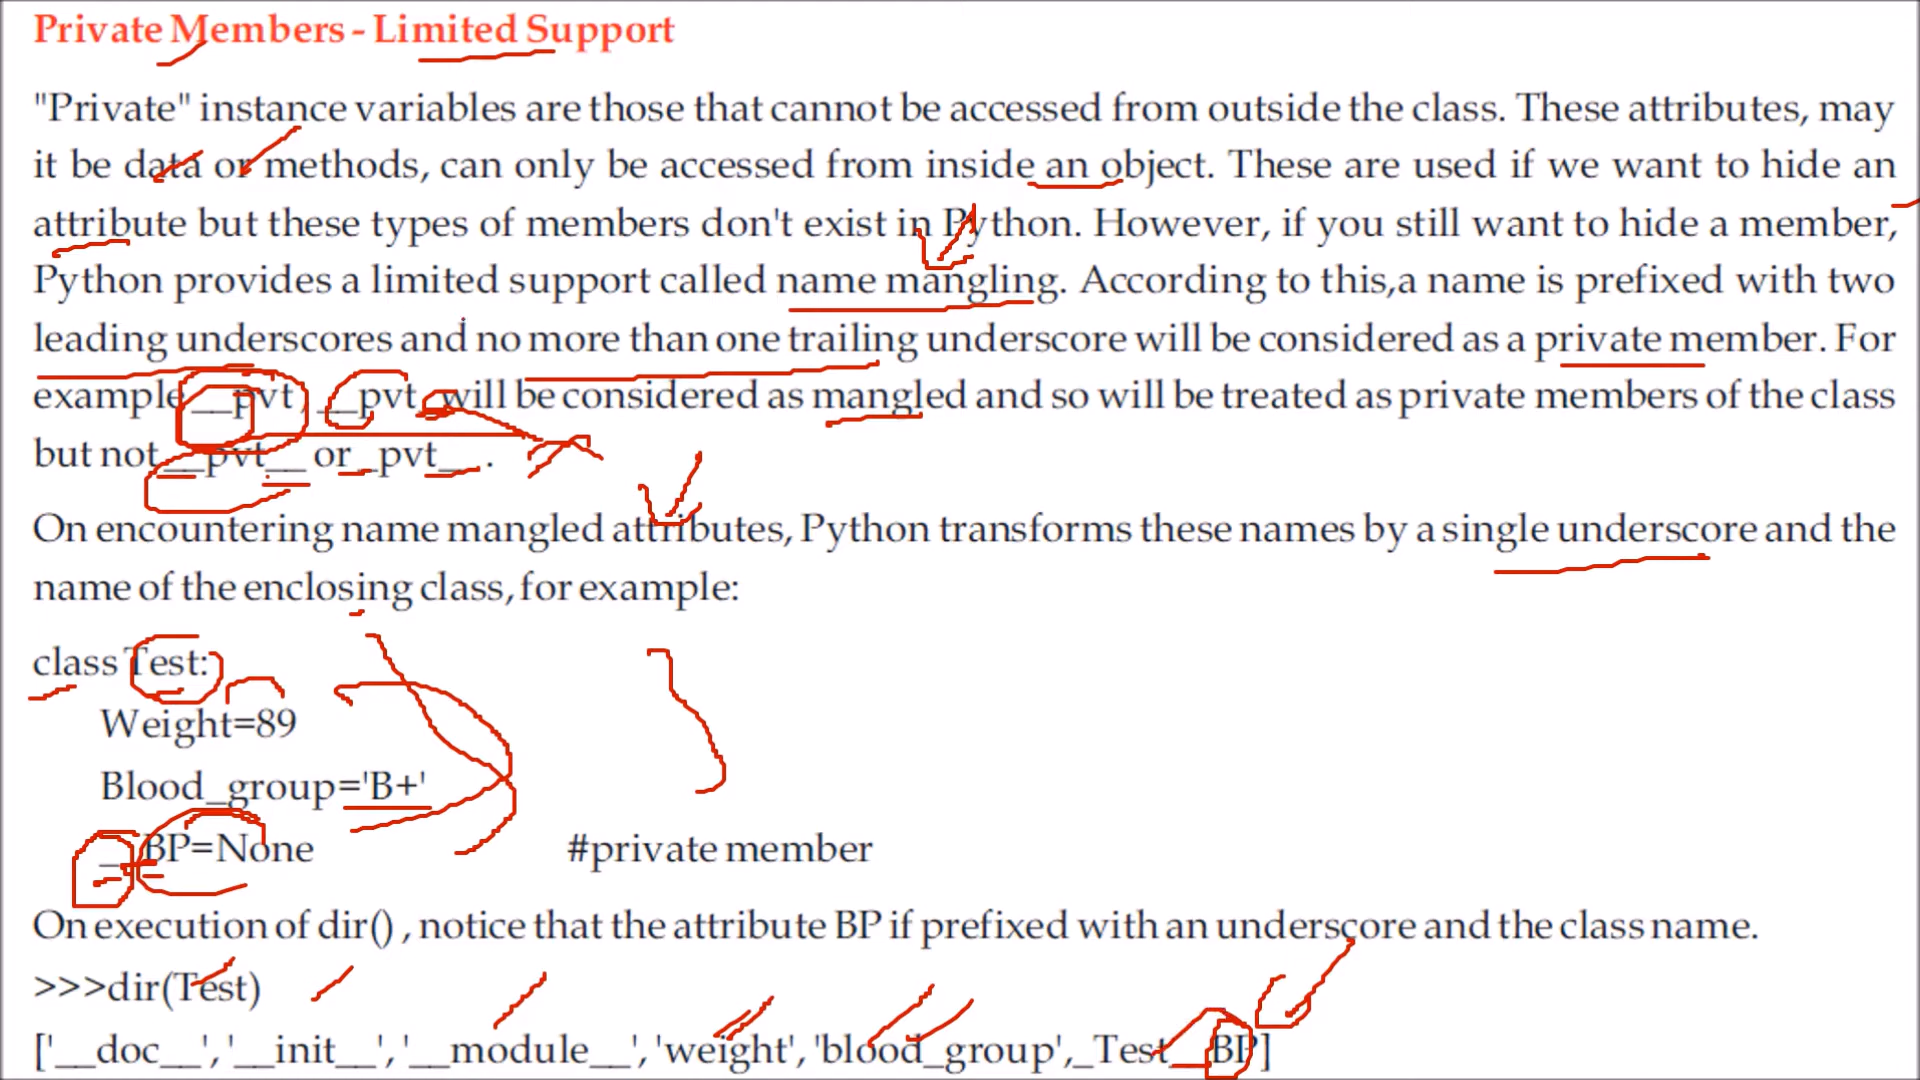 Private Members - Limited Support
"Private" instance variables are those that cannot be accessed from outside the class. These attributes, may
it be data or methods, can only be accessed from inside an object. These are used if we want to hide an
attribute but these types of members don't exist in Python. However, if you still want to hide a member,
Python provides a limited support called name mangling. According to this,a name is prefixed with two
leading underscores and no more than one trailing underscore will be considered as a private member. For
example, __pvt, __pvt_ will be considered as mangled and so will be treated as private members of the class
but not __pvt__ or _pvt__ .
On encountering name mangled attributes, Python transforms these names by a single underscore and the
name of the enclosing class, for example:
class Test:
Weight=89
Blood_group='B+'
__BP=None #private member
On execution of dir() , notice that the attribute BP if prefixed with an underscore and the class name.
>>>dir(Test)
['__doc__', '__init__', '__module__', 'weight', 'blood_group',_Test__BP]